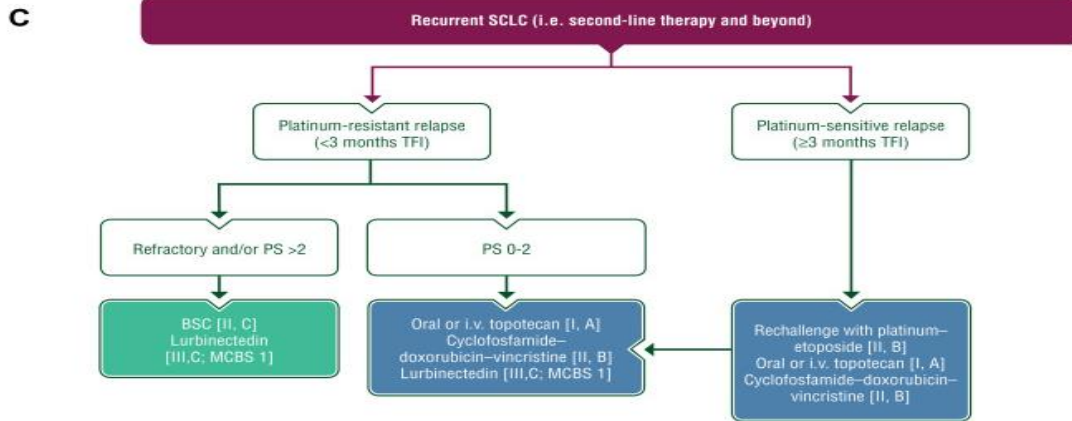 C
Recurrent SCLC (i.e. second-line therapy and beyond)
Platinum-resistant relapse
(<3 months TFI)
Platinum-sensitive relapse
(≥3 months TFI)
Refractory and/or PS >2
PS 0-2
BSC [II, C]
Lurbinectedin
[III,C; MCBS 1]
Oral or i.v. topotecan [I, A]
Cyclofosfamide–
doxorubicin–vincristine [II, B]
Lurbinectedin [III,C; MCBS 1]
Rechallenge with platinum–
etoposide [II, B]
Oral or i.v. topotecan [I, A]
Cyclofosfamide–doxorubicin–
vincristine [II, B]